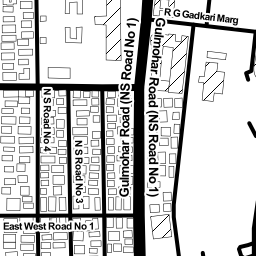 R G Gadkari Marg
Gulmohar Road (NS Road No 1)
Gulmohar Road (NS Road No 1)
N S Road No 4
N S Road No 3
East West Road No 1